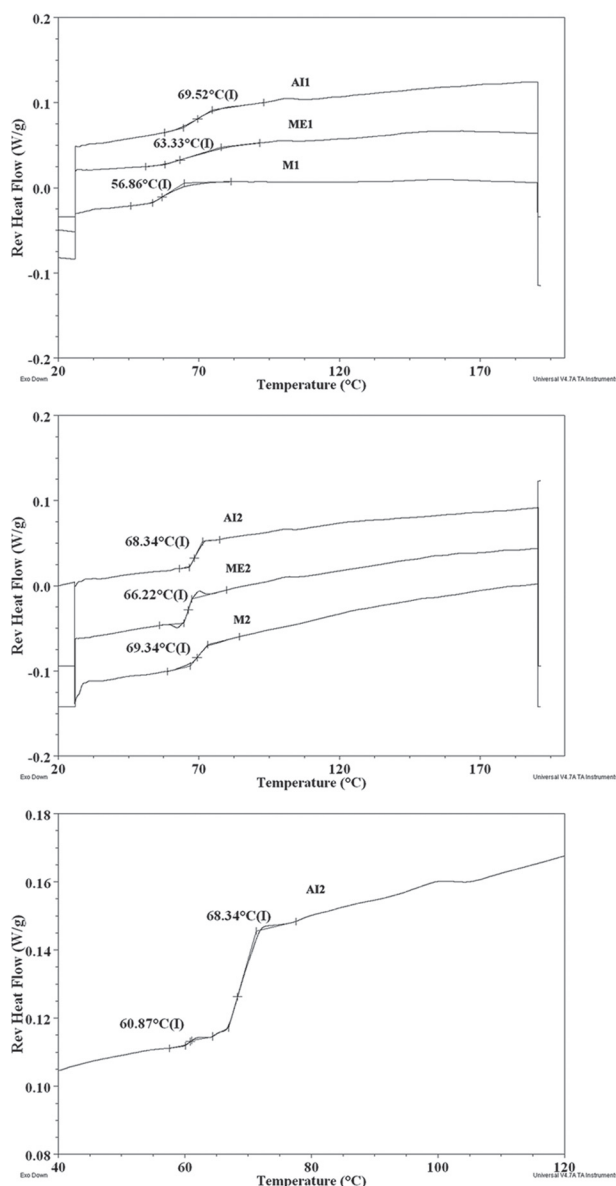 0.2
AI1
69.52°C(I)
0.1
ME1
63.33°C(I)
M1
56.86°C(I)
0.0
-0.1
-0.2
Rev Heat Flow (W/g)
20
70
120
170
Exo Down
Temperature (°C)
Universal V4.7A TA Instruments
0.2
0.1
AI2
68.34°C(I)
ME2
0.0
66.22°C(I)
M2
69.34°C(I)
-0.1
-0.2
Rev Heat Flow (W/g)
20
70
120
170
Exo Down
Temperature (°C)
Universal V4.7A TA Instruments
0.18
0.16
AI2
68.34°C(I)
0.14
60.87°C(I)
0.12
0.10
0.08
Rev Heat Flow (W/g)
40
60
80
100
120
Exo Down
Temperature (°C)
Universal V4.7A TA Instruments